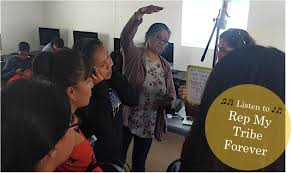 ♫ Listen to ♫
Rep My
Tribe
Forever